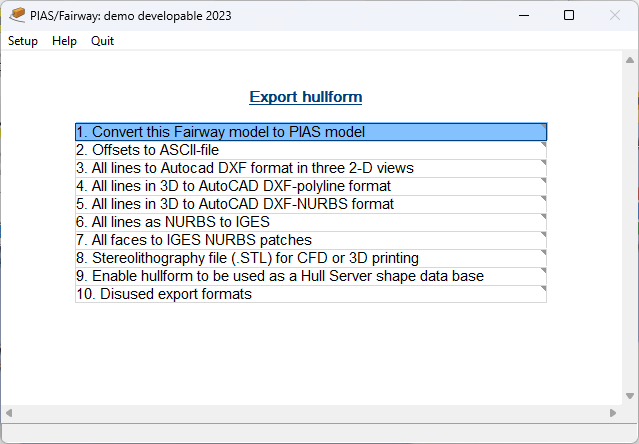 PIAS/Fairway: demo developable 2023
Setup Help Quit
Export hullform
1. Convert this Fairway model to PIAS model
2. Offsets to ASCII-file
3. All lines to Autocad DXF format in three 2-D views
4. All lines in 3D to AutoCAD DXF-polyline format
5. All lines in 3D to AutoCAD DXF-NURBS format
6. All lines as NURBS to IGES
7. All faces to IGES NURBS patches
8. Stereolithography file (.STL) for CFD or 3D printing
9. Enable hullform to be used as a Hull Server shape data base
10. Disused export formats